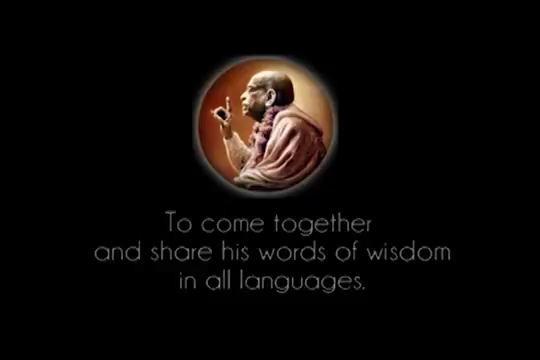 To come together
and share his words of wisdom
in all languages.